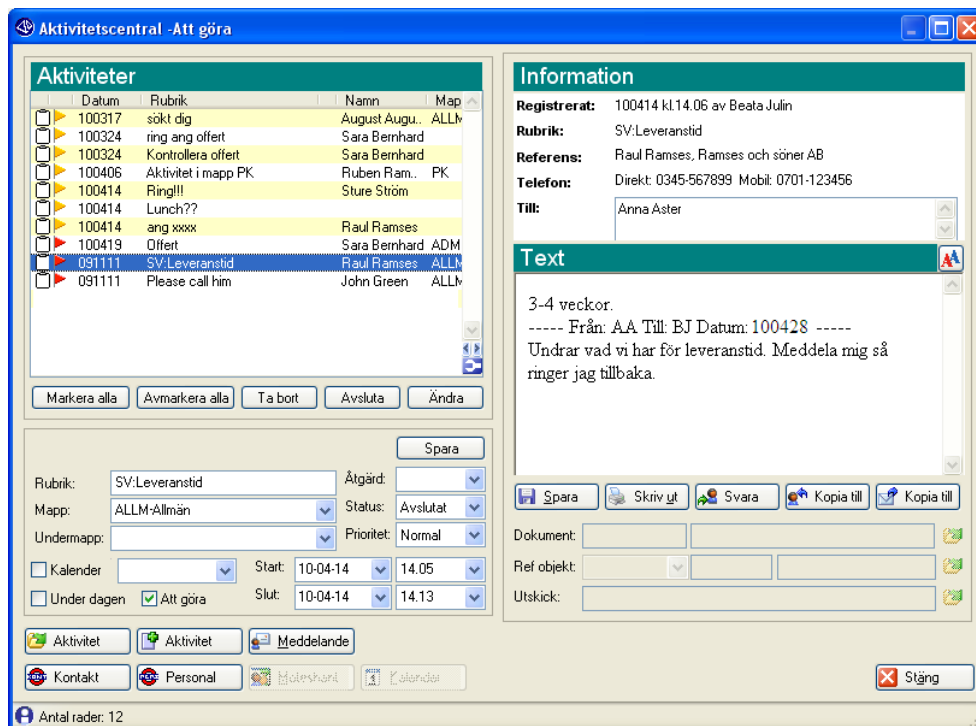 Aktivitetscentral -Att göra
Aktiviteter
Datum Rubrik Namn Map
100317 sökt dig August Augu.. ALLM
100324 ring ang offert Sara Bernhard
100324 Kontrollera offert Sara Bernhard
100406 Aktivitet i mapp PK Ruben Ram.. PK
100414 Ring!!! Sture Ström
100414 Lunch??
100414 ang xxxx Raul Ramses
100419 Offert Sara Bernhard ADM
091111 SV:Leveranstid Raul Ramses ALLM
091111 Please call him John Green ALLM
Markera alla Avmarkera alla Ta bort Avsluta Ändra
Spara
Rubrik: SV:Leveranstid Åtgärd:
Mapp: ALLM-Allmän Status: Avslutat
Undermapp: Prioritet: Normal
Kalender Start: 10-04-14 14.05
Under dagen Att göra Slut: 10-04-14 14.13
Aktivitet Aktivitet Meddelande
Kontakt Personal Möteshant Kalender
Information
Registrerat: 100414 kl.14.06 av Beata Julin
Rubrik: SV:Leveranstid
Referens: Raul Ramses, Ramses och söner AB
Telefon: Direkt: 0345-567899 Mobil: 0701-123456
Till: Anna Aster
Text
AA
3-4 veckor.
----- Från: AA Till: BJ Datum: 100428 -----
Undrar vad vi har för leveranstid. Meddela mig så
ringer jag tillbaka.
Spara Skriv ut Svara Kopia till Kopia till
Dokument:
Ref objekt:
Utskick:
Stäng
Antal rader: 12